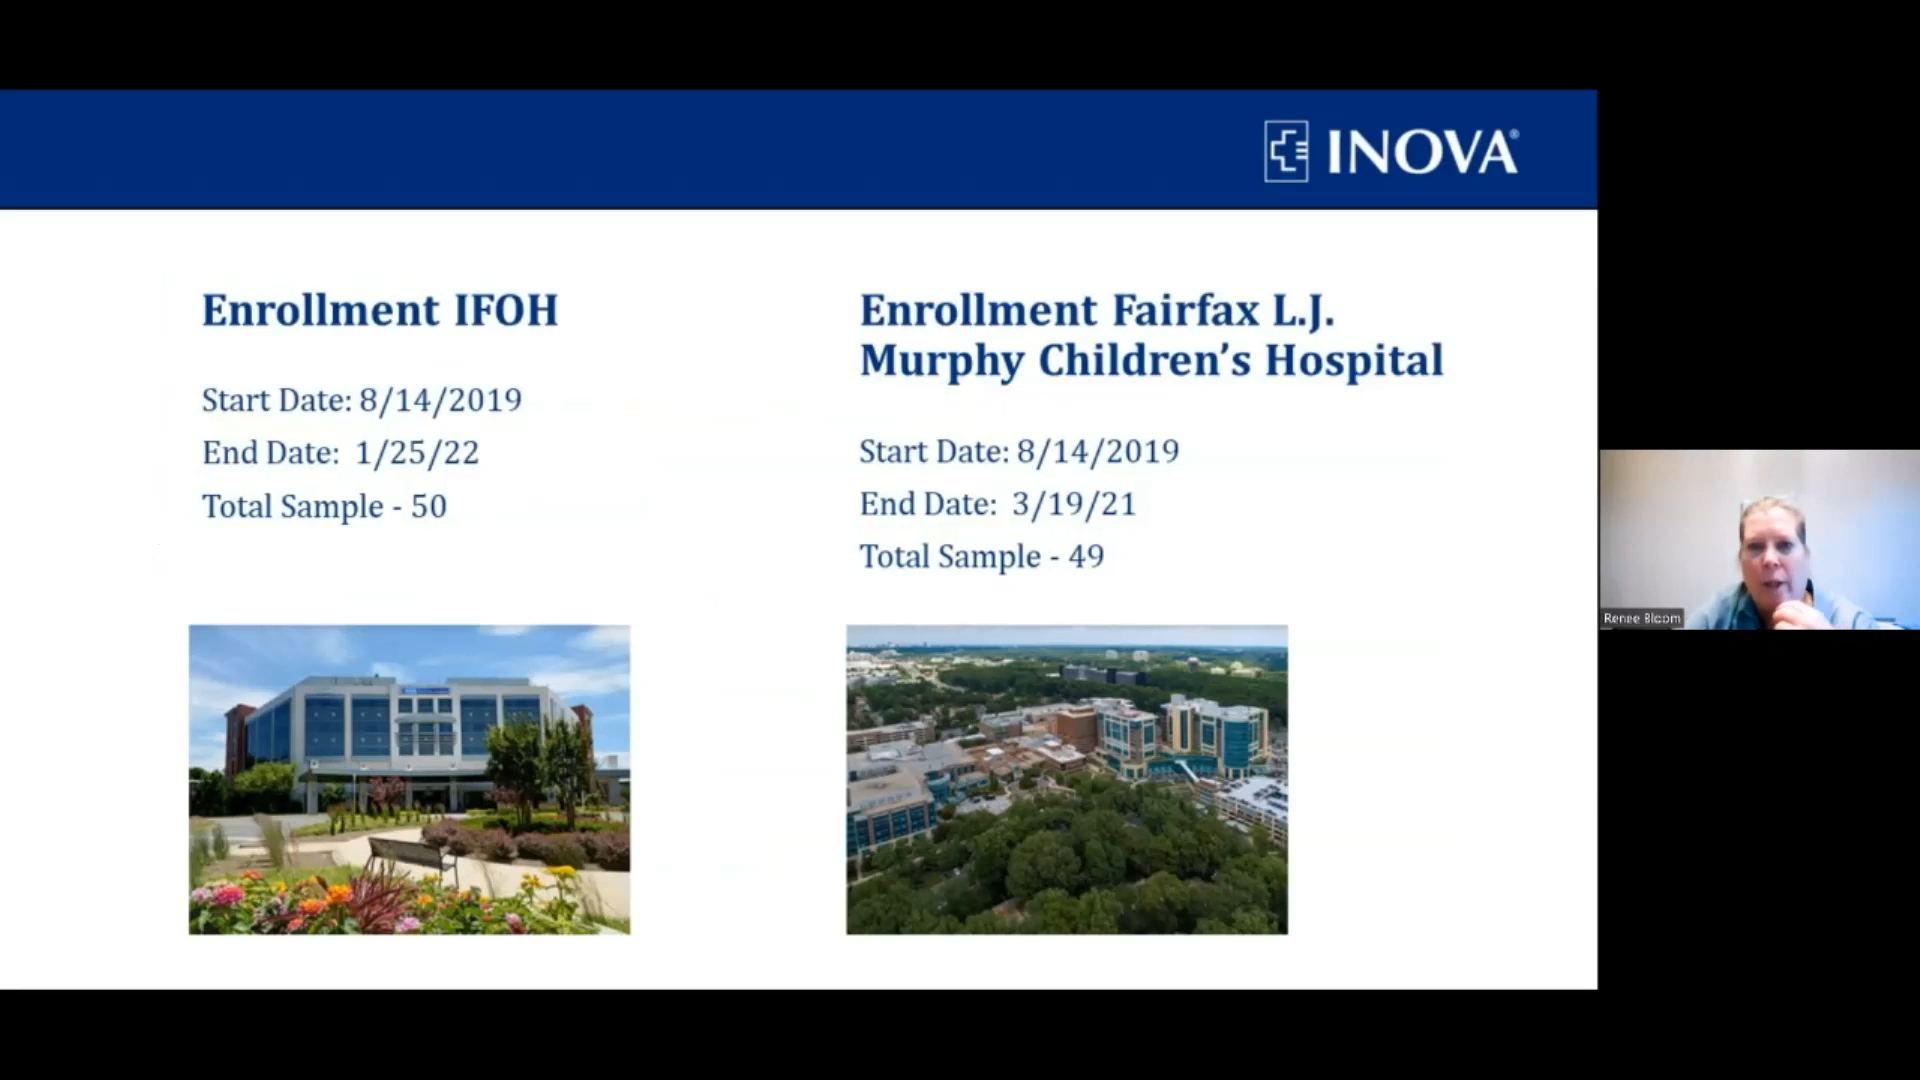 INOVA®
Enrollment IFOH
Start Date: 8/14/2019
End Date: 1/25/22
Total Sample - 50
Enrollment Fairfax L.J.
Murphy Children's Hospital
Start Date: 8/14/2019
End Date: 3/19/21
Total Sample - 49
Renee Bloom